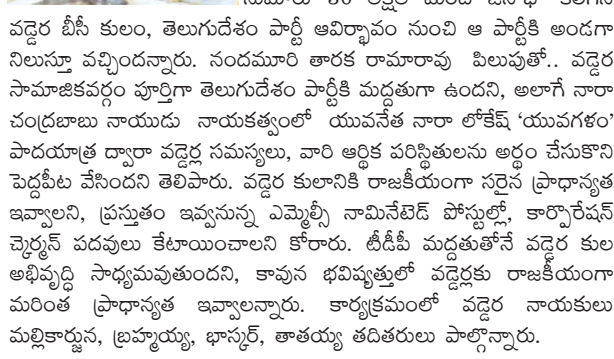 వడ్డెర బీసీ కులం, తెలుగుదేశం పార్టీ ఆవిర్భావం నుంచి ఆ పార్టీకి అండగా
నిలుస్తూ వచ్చిందన్నారు. నందమూరి తారక రామారావు పిలుపుతో.. వడ్డెర
సామాజికవర్గం పూర్తిగా తెలుగుదేశం పార్టీకి మద్దతుగా ఉందని, అలాగే నారా
చంద్రబాబు నాయుడు నాయకత్వంలో యువనేత నారా లోకేష్ ‘యువగళం’
పాదయాత్ర ద్వారా వడ్డెర్ల సమస్యలు, వారి ఆర్థిక పరిస్థితులను అర్థం చేసుకొని
పెద్దపీట వేసిందని తెలిపారు. వడ్డెర కులానికి రాజకీయంగా సరైన ప్రాధాన్యత
ఇవ్వాలని, ప్రస్తుతం ఇవ్వనున్న ఎమ్మెల్సీ నామినేటెడ్ పోస్టుల్లో, కార్పొరేషన్
చ్కెర్మన్ పదవులు కేటాయించాలని కోరారు. టీడీపీ మద్దతుతోనే వడ్డెర కుల
అభివృద్ధి సాధ్యమవుతుందని, కావున భవిష్యత్తులో వడ్డెర్లకు రాజకీయంగా
మరింత ప్రాధాన్యత ఇవ్వాలన్నారు. కార్యక్రమంలో వడ్డెర నాయకులు
మల్లికార్జున, బ్రహ్మయ్య, భాస్కర్, తాతయ్య తదితరులు పాల్గొన్నారు.